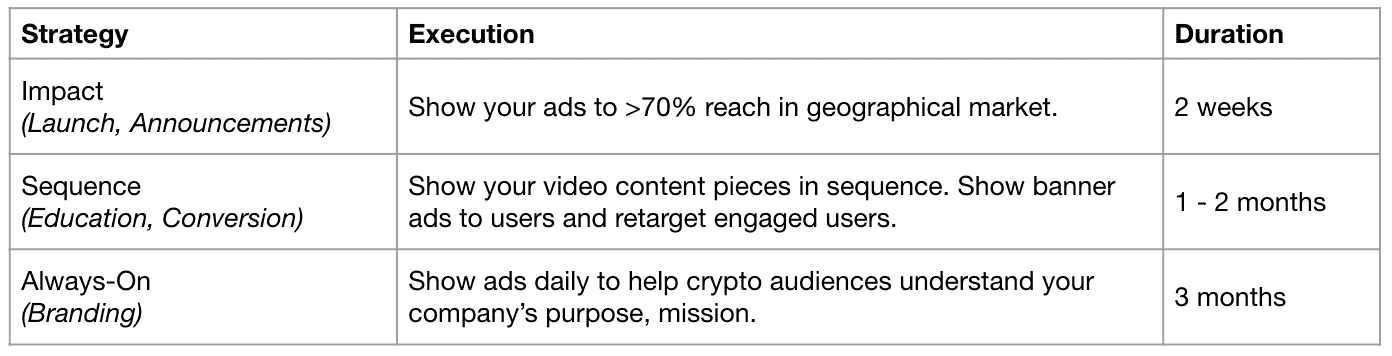 Strategy Execution Duration
Impact
(Launch, Announcements)
Show your ads to >70% reach in geographical market.
2 weeks
Sequence
(Education, Conversion)
Show your video content pieces in sequence. Show banner
ads to users and retarget engaged users.
1 - 2 months
Always-On
(Branding)
Show ads daily to help crypto audiences understand your
company’s purpose, mission.
3 months